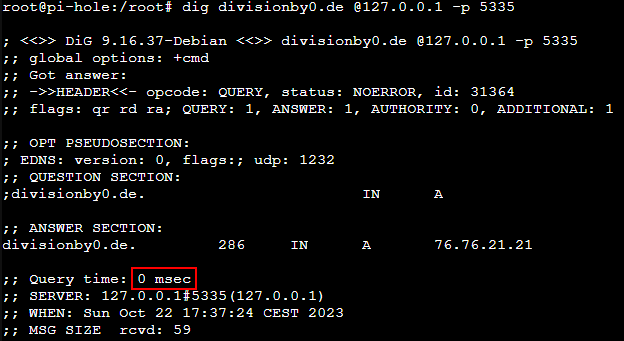 root@pi-hole:/root# dig divisionby0.de @127.0.0.1 -p 5335
; <<>> DiG 9.16.37-Debian <<>> divisionby0.de @127.0.0.1 -p 5335
;; global options: +cmd
;; Got answer:
;; ->>HEADER<<- opcode: QUERY, status: NOERROR, id: 31364
;; flags: qr rd ra; QUERY: 1, ANSWER: 1, AUTHORITY: 0, ADDITIONAL: 1
;; OPT PSEUDOSECTION:
; EDNS: version: 0, flags:; udp: 1232
;; QUESTION SECTION:
;divisionby0.de. IN A
;; ANSWER SECTION:
divisionby0.de. 286 IN A 76.76.21.21
;; Query time: 0 msec
;; SERVER: 127.0.0.1#5335(127.0.0.1)
;; WHEN: Sun Oct 22 17:37:24 CEST 2023
;; MSG SIZE rcvd: 59